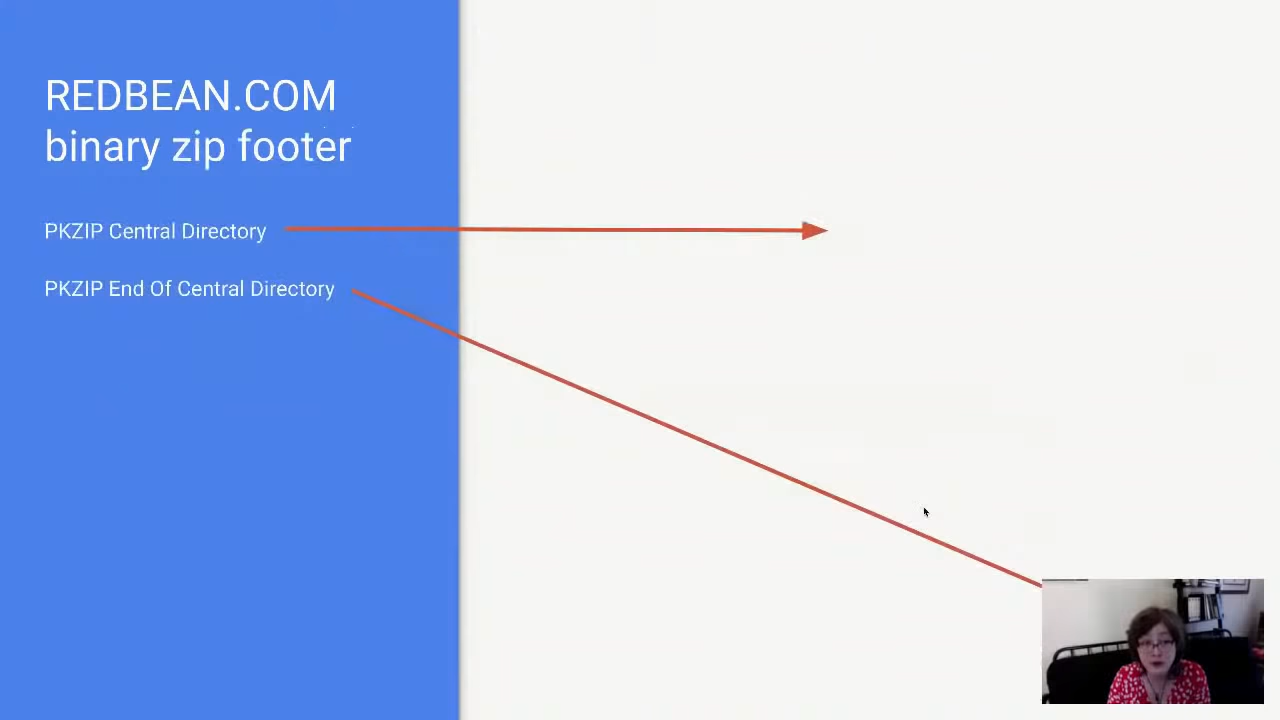 REDBEAN.COM
binary zip footer
PKZIP Central Directory
PKZIP End Of Central Directory